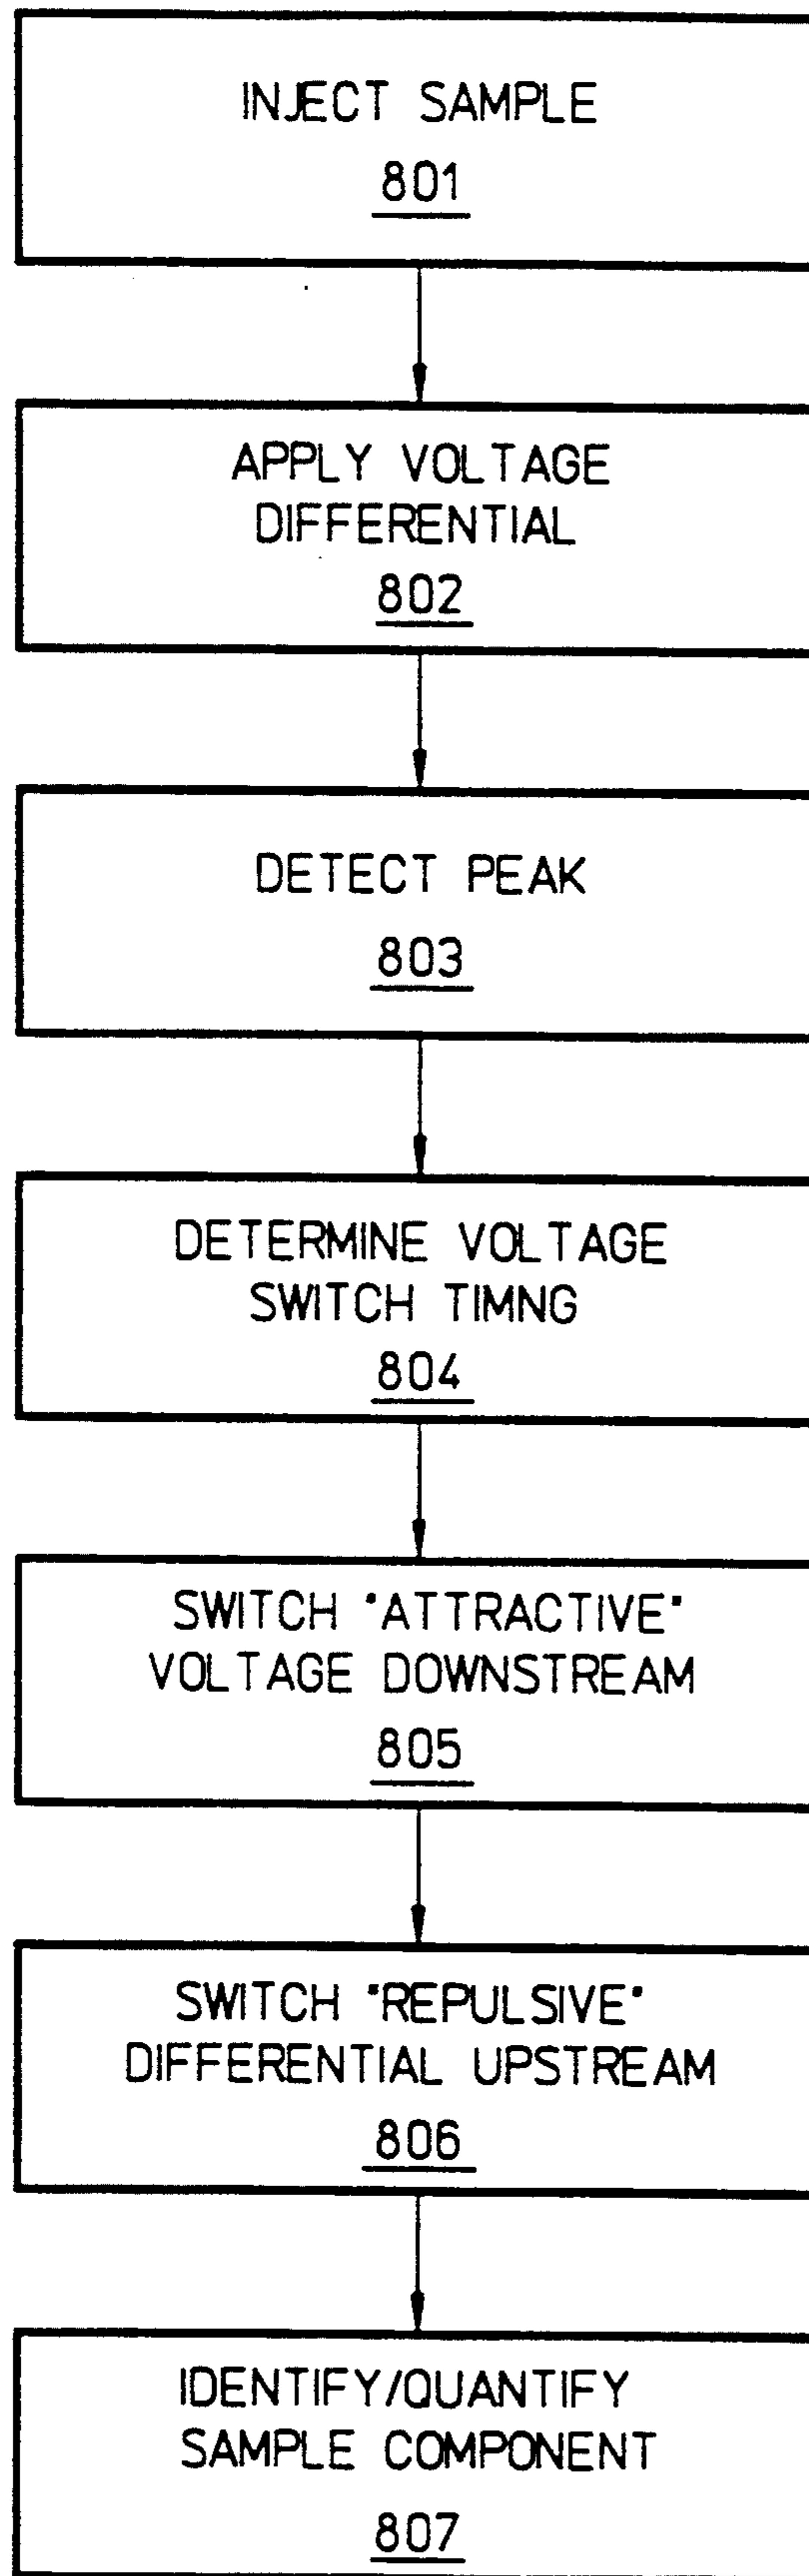 INJECT SAMPLE
801
APPLY VOLTAGE
DIFFERENTIAL
802
DETECT PEAK
803
DETERMINE VOLTAGE
SWITCH TIMNG
804
SWITCH "ATTRACTIVE"
VOLTAGE DOWNSTREAM
805
SWITCH "REPULSIVE"
DIFFERENTIAL UPSTREAM
806
IDENTIFY/QUANTIFY
SAMPLE COMPONENT
807